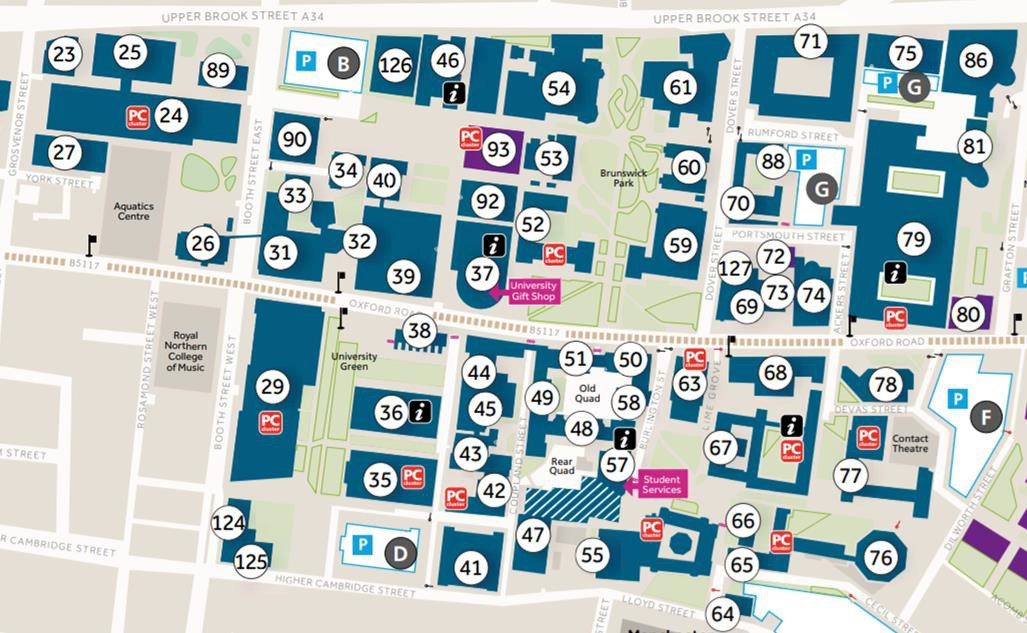 UPPER BROOK STREET A34
UPPER BROOK STREET A34
23
25
89
P
B
126
46
i
54
61
71
75
P
G
86
GROSVENOR STREET
PC
cluster
24
BOOTH STREET EAST
DOVER STREET
27
YORK STREET
90
34
40
33
PC
cluster
93
53
Brunswick
Park
60
RUMFORD STREET
88
P
G
81
Aquatics
Centre
92
52
70
PORTSMOUTH STREET
26
31
32
39
i
37
PC
cluster
59
DOVER STREET
127
72
73
69
74
ACKERS STREET
79
i
GRAFTON STREET
P
University
Gift Shop
PC
cluster
80
B5117
OXFORD ROAD
B5117
OXFORD ROAD
38
ROSAMOND STREET WEST
Royal
Northern
College
of Music
BOOTH STREET WEST
29
PC
cluster
University
Green
36
i
35
PC
cluster
44
45
43
PC
cluster
42
COUPLAND STREET
51
50
49
Old
Quad
58
48
i
Rear
Quad
57
BURLINGTON ST
Student
Services
PC
cluster
63
LIME GROVE
68
67
i
PC
cluster
78
DEVAS STREET
PC
cluster
Contact
Theatre
77
P
F
DILWORTH STREET
124
125
P
D
41
47
55
PC
cluster
66
65
PC
cluster
76
64
CAMBRIDGE STREET
HIGHER CAMBRIDGE STREET
LLOYD STREET
CECIL STREET